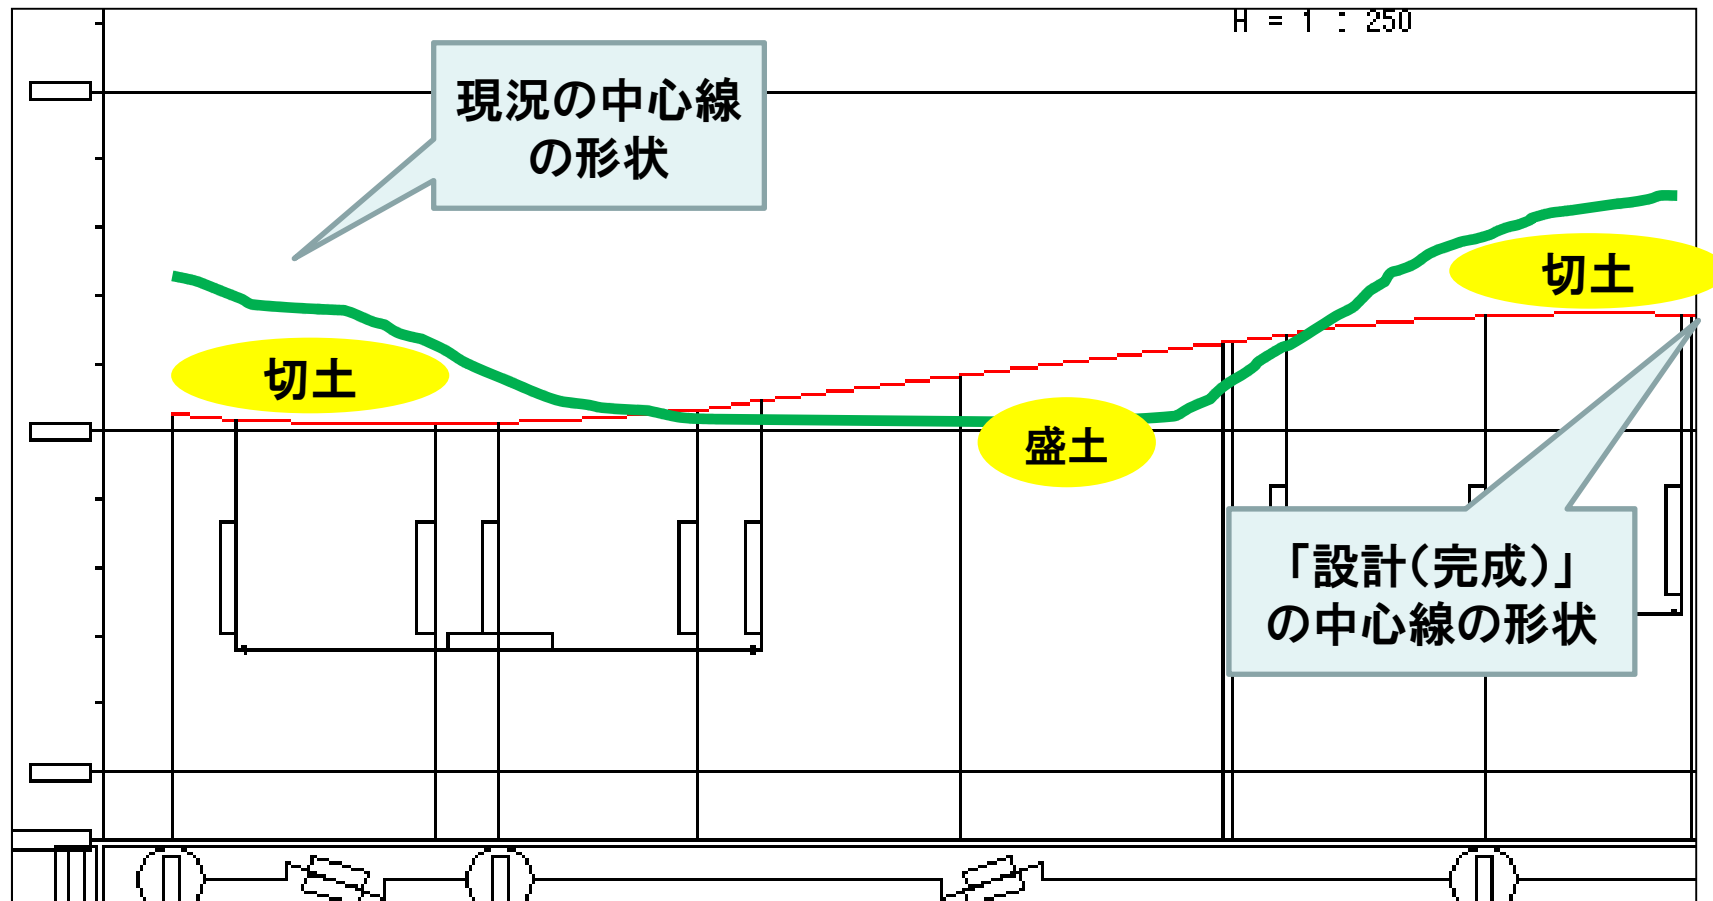 H = 1 : 250
現況の中心線
の形状
切土
切土
盛土
「設計(完成)」
の中心線の形状